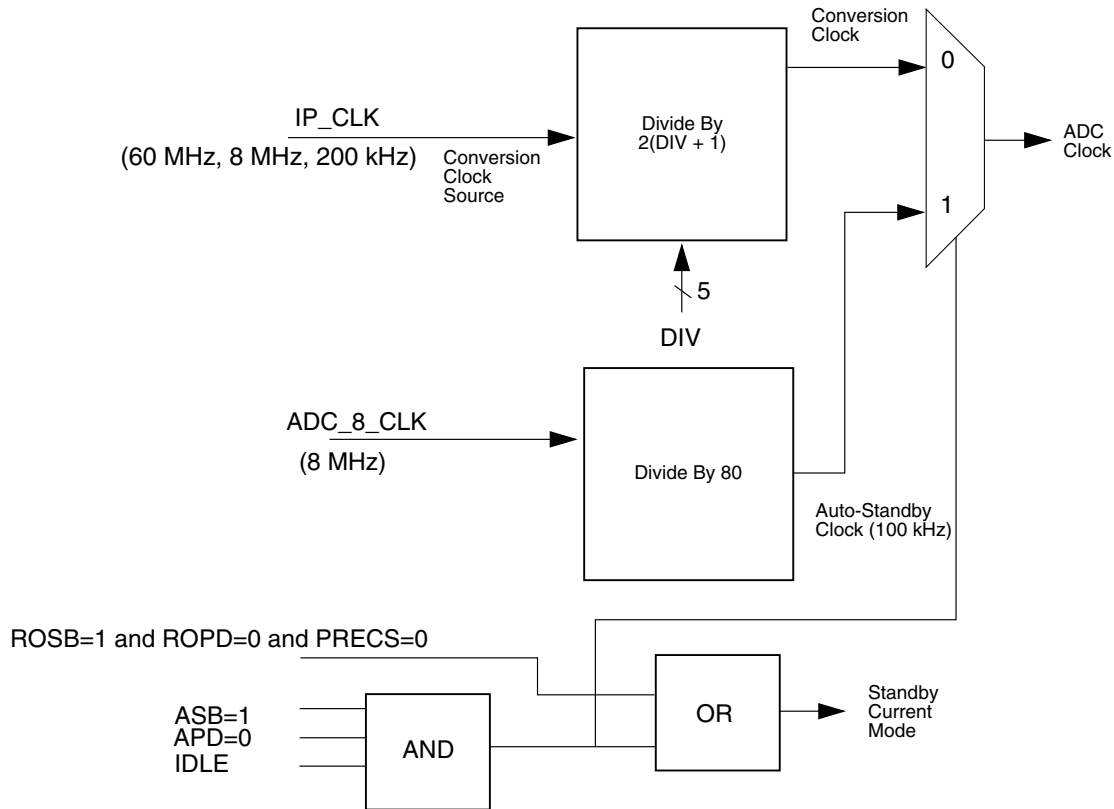 Conversion
Clock
0
IP_CLK
(60 MHz, 8 MHz, 200 kHz)
Conversion
Clock
Source
Divide By
2(DIV + 1)
ADC
Clock
1
5
DIV
ADC_8_CLK
(8 MHz)
Divide By 80
Auto-Standby
Clock (100 kHz)
ROSB=1 and ROPD=0 and PRECS=0
ASB=1
APD=0
IDLE
AND
OR
Standby
Current
Mode